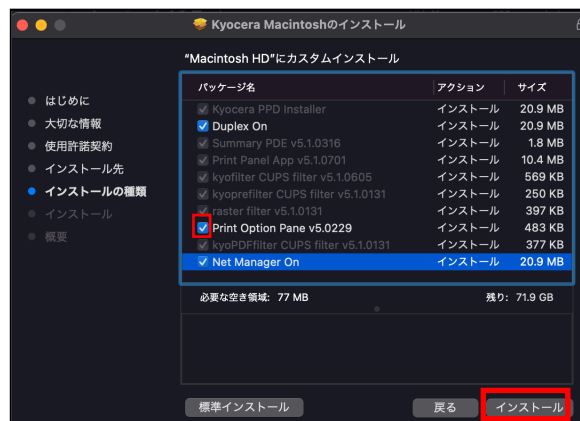 Kyocera Macintoshのインストール
"Macintosh HD"にカスタムインストール
はじめに
大切な情報
使用許諾契約
インストール先
インストールの種類
インストール
概要
パッケージ名 アクション サイズ
Kyocera PPD Installer インストール 20.9 MB
Duplex On インストール 20.9 MB
Summary PDE v5.1.0316 インストール 1.8 MB
Print Panel App v5.1.0701 インストール 10.4 MB
kyofilter CUPS filter v5.1.0605 インストール 569 KB
kyoprefilter CUPS filter v5.1.0131 インストール 250 KB
raster filter v5.1.0131 インストール 397 KB
Print Option Pane v5.0229 インストール 483 KB
kyoPDFfilter CUPS filter v5.1.0131 インストール 377 KB
Net Manager On インストール 20.9 MB
必要な空き領域: 77 MB 残り: 71.9 GB
標準インストール 戻る インストール